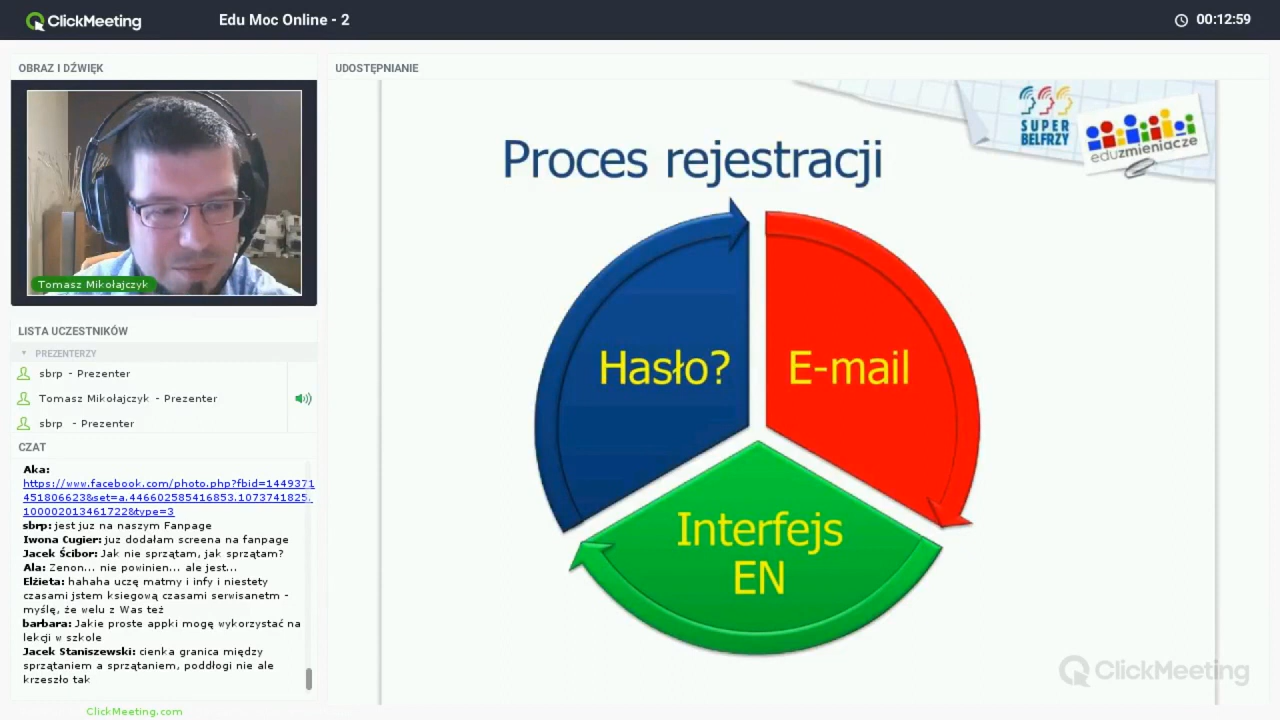 ClickMeeting
Edu Moc Online - 2
00:12:59
OBRAZ I DŹWIĘK
Tomasz Mikołajczyk
LISTA UCZESTNIKÓW
PREZENTERZY
sbrp - Prezenter
Tomasz Mikołajczyk - Prezenter
sbrp - Prezenter
CZAT
Aka:
https://www.facebook.com/photo.php?fbid=1449371
451806623&set=a.446602585416853.1073741825.
100002013461722&type=3
sbrp: jest juz na naszym Fanpage
Iwona Cugier: juz dodałam screena na fanpage
Jacek Ścibor: Jak nie sprzątam, jak sprzątam?
Ala: Zenon... nie powinien... ale jest...
Elżieta: hahaha uczę matmy i infy i niestety
czasami jstem ksiegową czasami serwisanetm -
myślę, że welu z Was też
barbara: Jakie proste appki mogę wykorzystać na
lekcji w szkole
Jacek Staniszewski: cienka granica między
sprzątaniem a sprzątaniem, poddłogi nie ale
krzeszło tak
ClickMeeting.com
UDOSTĘPNIANIE
SUPER
BELFRZY
eduzmieniacze
Proces rejestracji
Hasło?
E-mail
Interfejs
EN
ClickMeeting